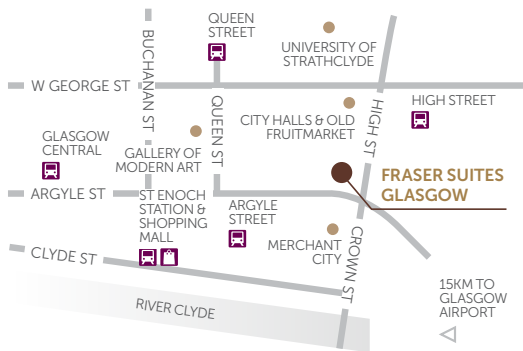 QUEEN
STREET
UNIVERSITY OF
STRATHCLYDE
BUCHANAN ST
W GEORGE ST
QUEEN ST
CITY HALLS & OLD
FRUITMARKET
HIGH ST
HIGH STREET
GLASGOW
CENTRAL
GALLERY OF
MODERN ART
FRASER SUITES
GLASGOW
ARGYLE ST
ST ENOCH
STATION &
SHOPPING
MALL
ARGYLE
STREET
MERCHANT
CITY
CROWN ST
CLYDE ST
RIVER CLYDE
15KM TO
GLASGOW
AIRPORT